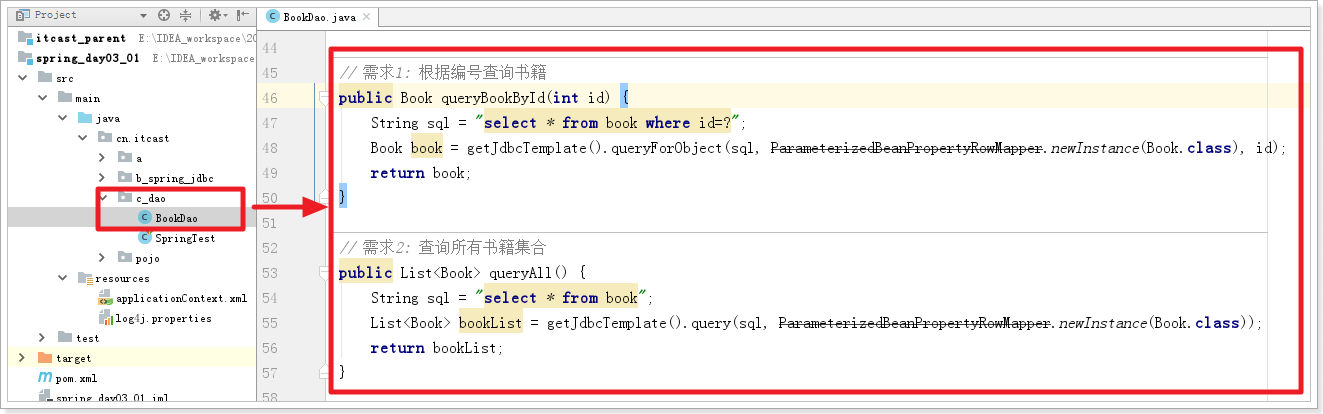 Project
BookDao.java
itcast_parent E:\IDEA_workspace\20
spring_day03_01 E:\IDEA_workspac
src
main
java
cn.itcast
a
b_spring_jdbc
c_dao
BookDao
SpringTest
pojo
resources
applicationContext.xml
log4j.properties
test
target
pom.xml
spring_day03_01.iml
44
45 // 需求1: 根据编号查询书籍
46 public Book queryBookById(int id) {
47 String sql = "select * from book where id=?";
48 Book book = getJdbcTemplate().queryForObject(sql, ParameterizedBeanPropertyRowMapper.newInstance(Book.class), id);
49 return book;
50 }
51
52 // 需求2: 查询所有书籍集合
53 public List<Book> queryAll() {
54 String sql = "select * from book";
55 List<Book> bookList = getJdbcTemplate().query(sql, ParameterizedBeanPropertyRowMapper.newInstance(Book.class));
56 return bookList;
57 }
58